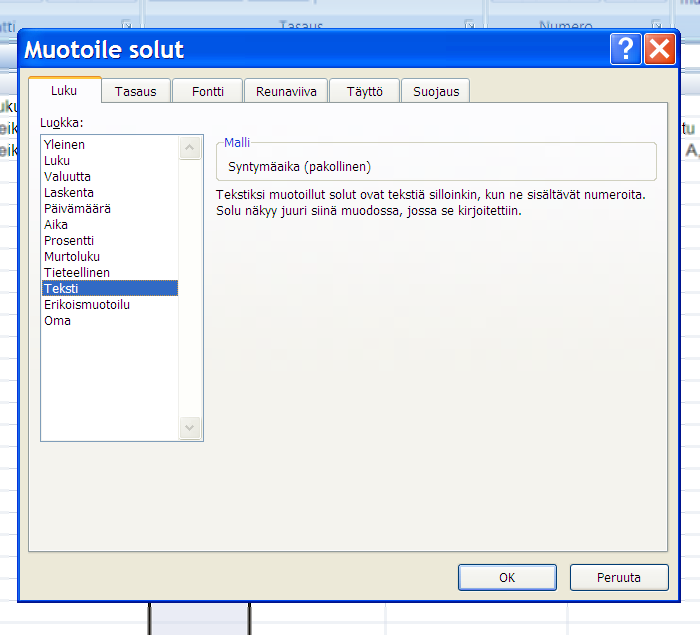 Tasaus
Numero
Muotoile solut
Luku
Tasaus
Fontti
Reunaviiva
Täyttö
Suojaus
Luokka:
Yleinen
Luku
Valuutta
Laskenta
Päivämäärä
Aika
Prosentti
Murtoluku
Tieteellinen
Teksti
Erikoismuotoilu
Oma
Malli
Syntymäaika (pakollinen)
Tekstiksi muotoillut solut ovat tekstiä silloinkin, kun ne sisältävät numeroita.
Solu näkyy juuri siinä muodossa, jossa se kirjoitettiin.
OK
Peruuta